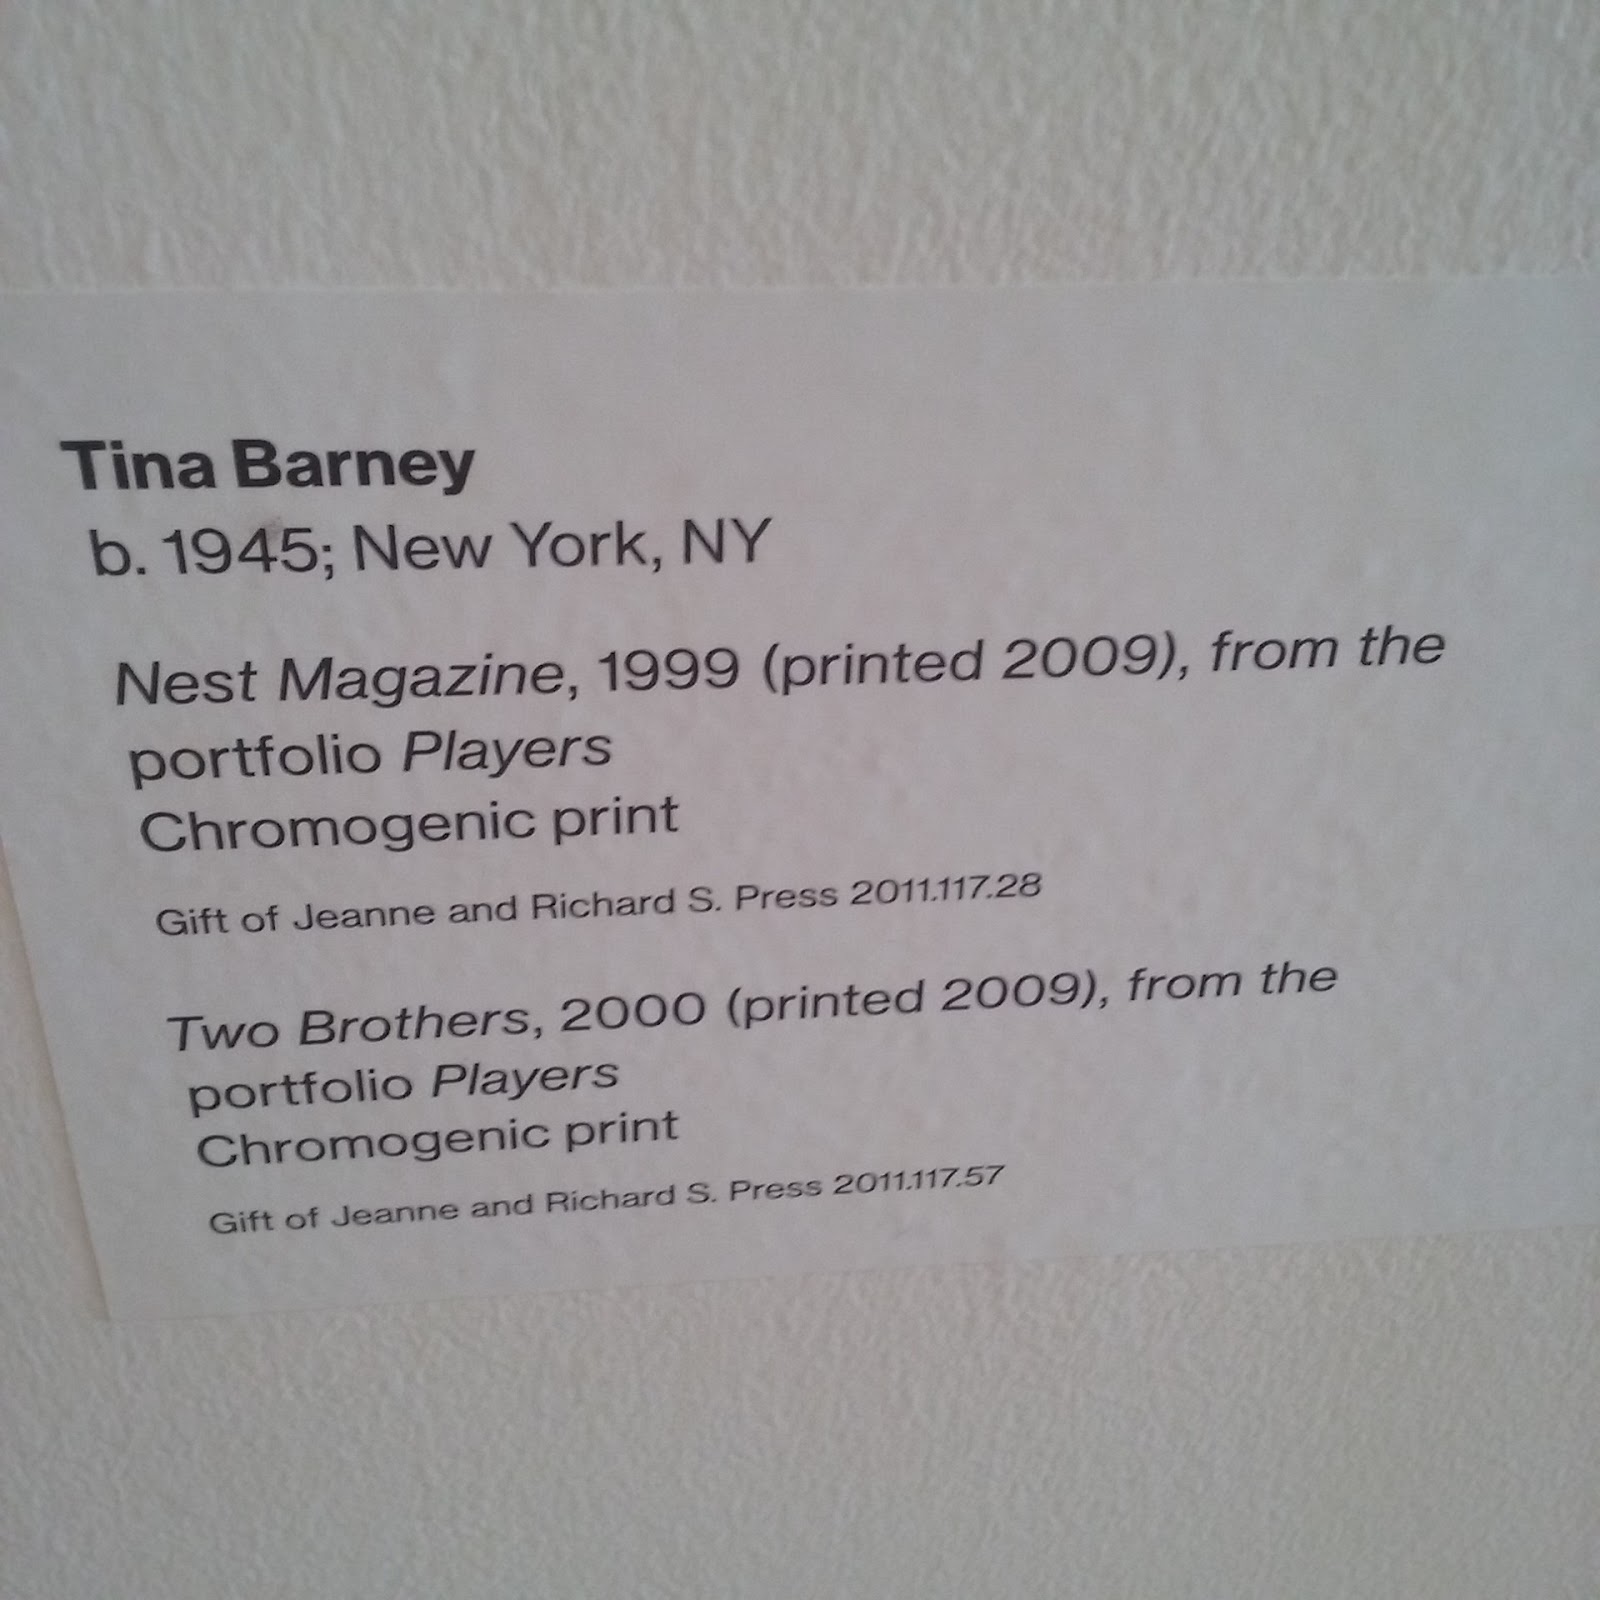 Tina Barney
b. 1945; New York, NY
Nest Magazine, 1999 (printed 2009), from the
portfolio Players
Chromogenic print
Gift of Jeanne and Richard S. Press 2011.117.28
Two Brothers, 2000 (printed 2009), from the
portfolio Players
Chromogenic print
Gift of Jeanne and Richard S. Press 2011.117.57